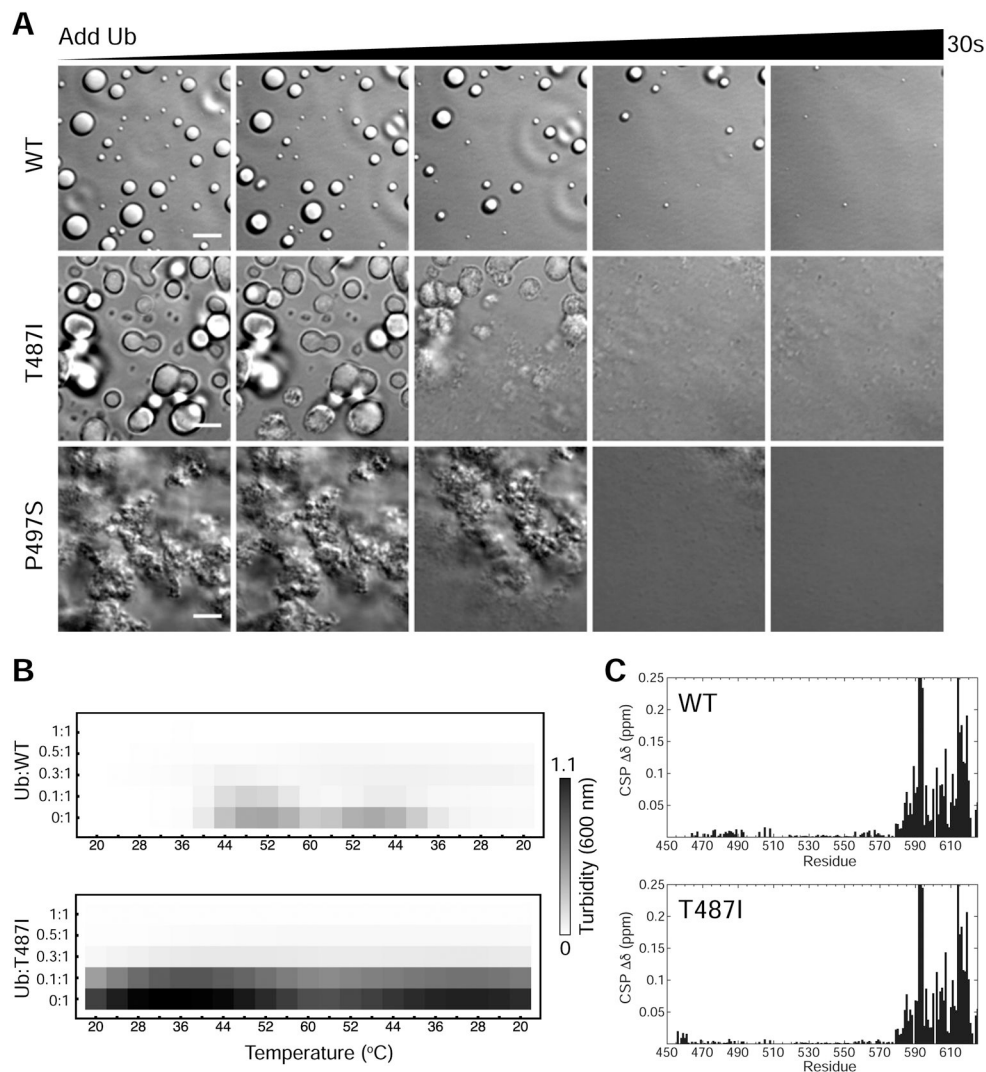 A
Add Ub
30s
WT
T487I
P497S
B
Ub:WT
1:1
0.5:1
0.3:1
0.1:1
0:1
20 28 36 44 52 60 52 44 36 28 20
Ub:T487I
1:1
0.5:1
0.3:1
0.1:1
0:1
20 28 36 44 52 60 52 44 36 28 20
Temperature (°C)
1.1
Turbidity (600 nm)
0
C
WT
CSP Δδ (ppm)
0.25
0.2
0.15
0.1
0.05
450 470 490 510 530 550 570 590 610
Residue
T487I
CSP Δδ (ppm)
0.25
0.2
0.15
0.1
0.05
450 470 490 510 530 550 570 590 610
Residue